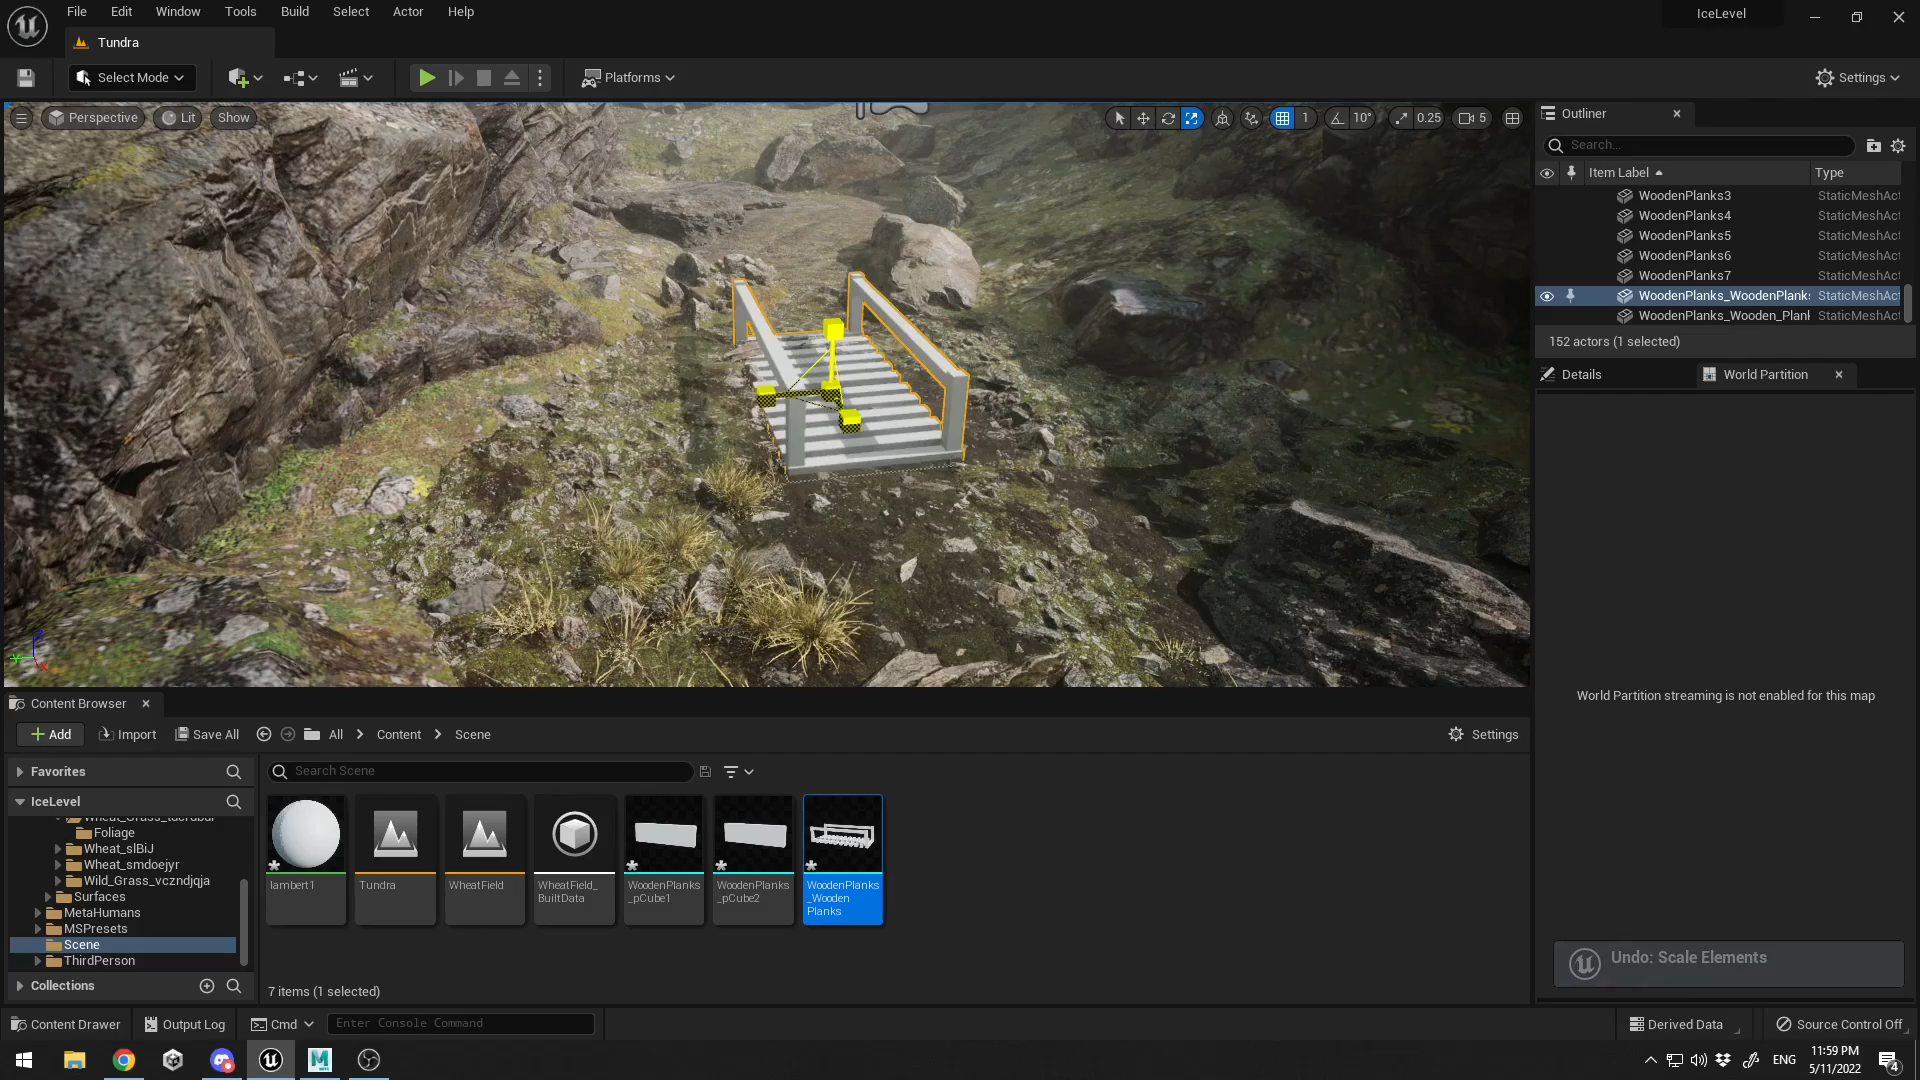 File Edit Window Tools Build Select Actor Help
IceLevel
Tundra
Select Mode
Platforms
Settings
Perspective Lit Show
1 10° 0.25 5
Outliner
Search...
Item Label Type
WoodenPlanks3 StaticMeshAct
WoodenPlanks4 StaticMeshAct
WoodenPlanks5 StaticMeshAct
WoodenPlanks6 StaticMeshAct
WoodenPlanks7 StaticMeshAct
WoodenPlanks_WoodenPlanks StaticMeshAct
WoodenPlanks_Wooden_Plank StaticMeshAct
152 actors (1 selected)
Details World Partition
World Partition streaming is not enabled for this map
Undo: Scale Elements
Content Browser
Add Import Save All All Content Scene Settings
Favorites
Search Scene
IceLevel
Foliage
Wheat_slBiJ
Wheat_smdoejyr
Wild_Grass_vczndjqja
Surfaces
MetaHumans
MSPresets
Scene
ThirdPerson
Collections
lambert1
Tundra
WheatField
WheatField_
BuiltData
WoodenPlanks
_pCube1
WoodenPlanks
_pCube2
WoodenPlanks
_Wooden
Planks
7 items (1 selected)
Content Drawer Output Log Cmd Enter Console Command Derived Data Source Control Off
ENG
11:59 PM
5/11/2022
4